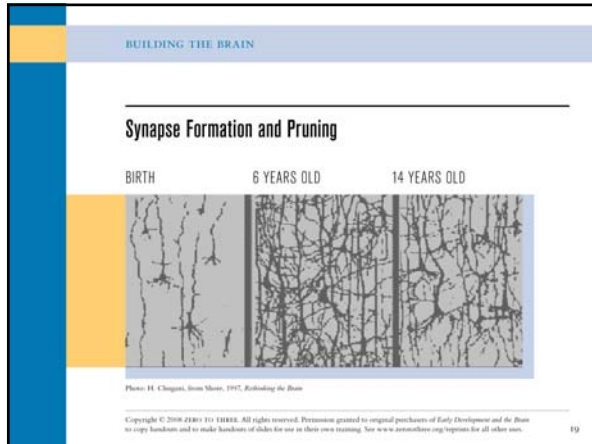 BUILDING THE BRAIN
Synapse Formation and Pruning
BIRTH 6 YEARS OLD 14 YEARS OLD
Photo: H. Chugani, from Shore, 1997, Rethinking the Brain
Copyright © 2008 ZERO TO THREE. All rights reserved. Permission granted to original purchasers of Early Development and the Brain
to copy handouts and to make handouts of slides for use in their own training. See www.zerotothree.org/reprints for all other uses.
19